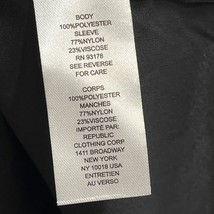 BODY
100%POLYESTER
SLEEVE
77%NYLON
23%VISCOSE
RN 93178
SEE REVERSE
FOR CARE
CORPS
100%POLYESTER
MANCHES
77%NYLON
23%VISCOSE
IMPORTÉ PAR:
REPUBLIC
CLOTHING CORP
1411 BROADWAY
NEW YORK
NY 10018 USA
ENTRETIEN
AU VERSO